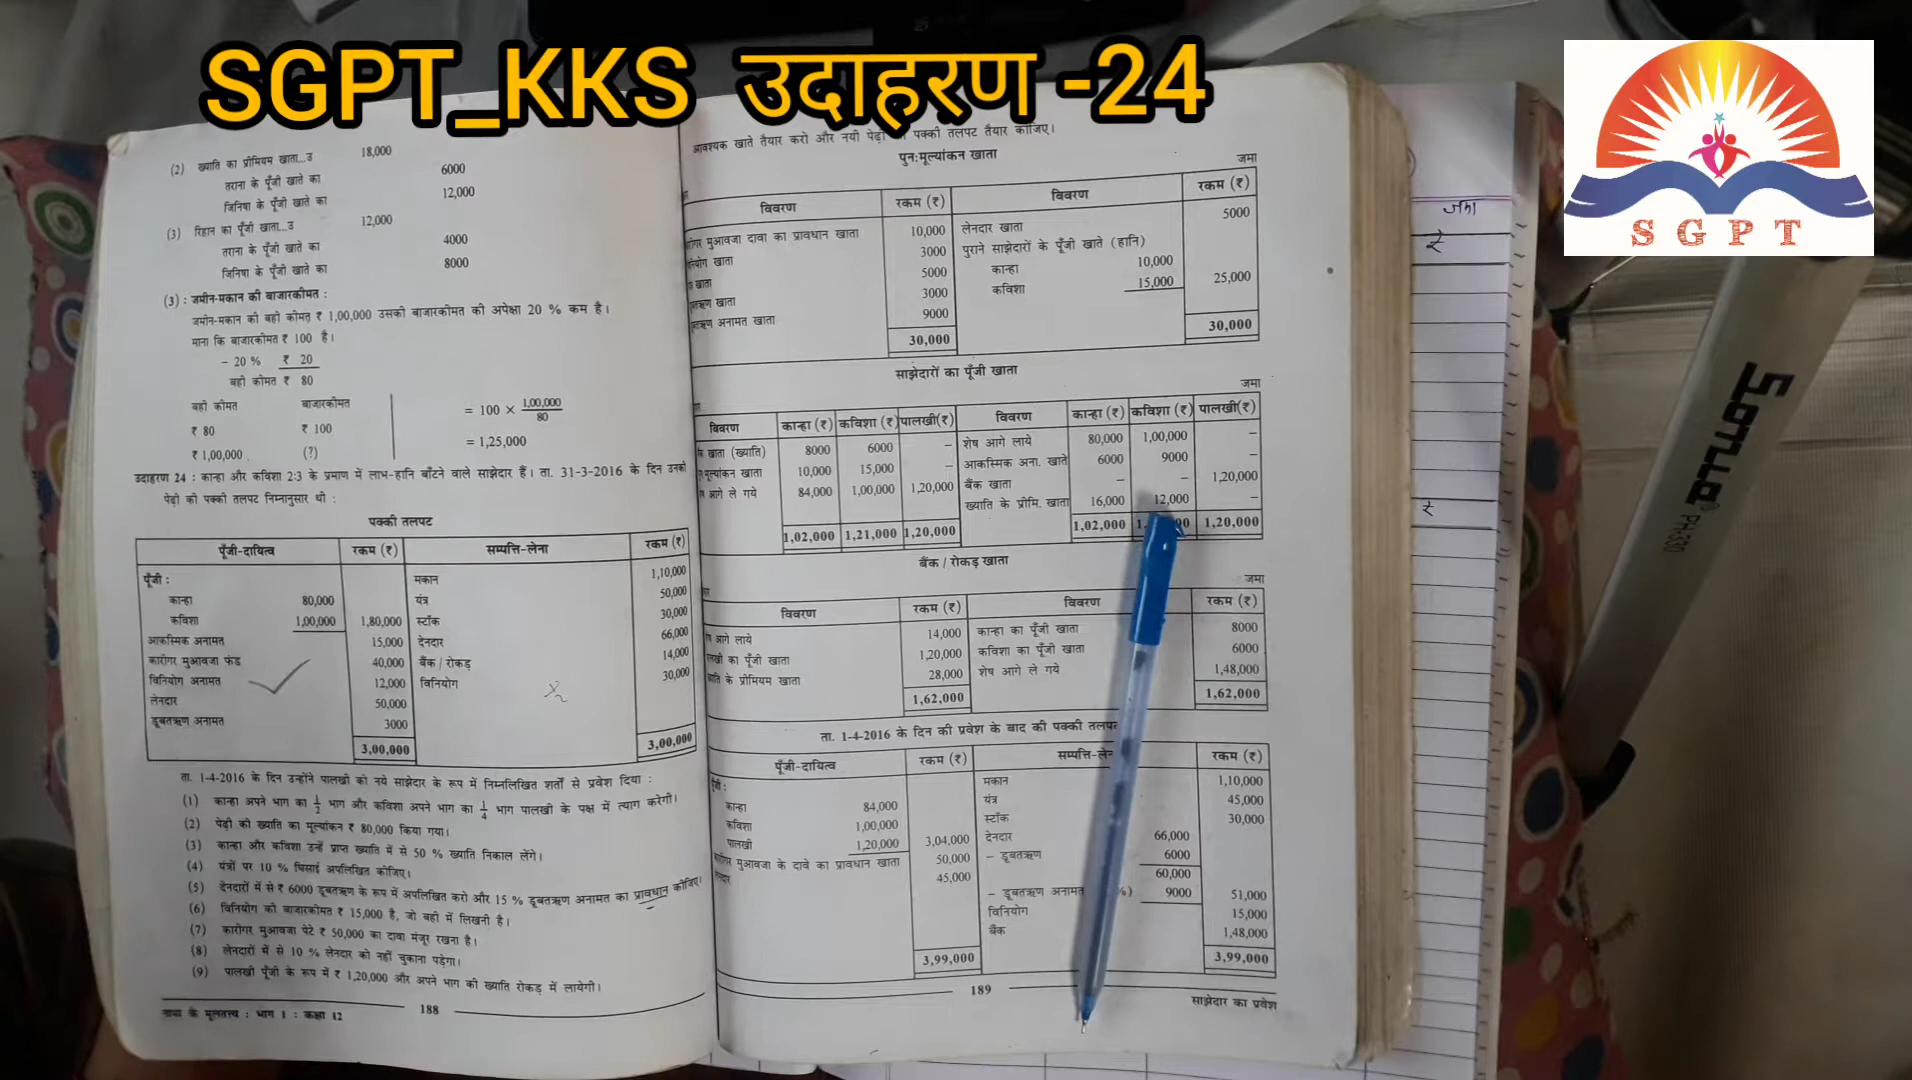 SGPT_KKS उदाहरण -24
S G P T
(2) ख्याति का प्रीमियम खाता...उ 18,000
तराना के पूँजी खाते का 6000
जिनिषा के पूँजी खाते का 12,000
(3) रिहान का पूँजी खाता...उ 12,000
तराना के पूँजी खाते का 4000
जिनिषा के पूँजी खाते का 8000
(3) : जमीन-मकान की बाजारकीमत :
जमीन-मकान की बही कीमत ₹ 1,00,000 उसकी बाजारकीमत की अपेक्षा 20 % कम है।
माना कि बाजारकीमत ₹ 100 है।
– 20 % ₹ 20
बही कीमत ₹ 80
बही कीमत बाजारकीमत = 100 × 1,00,000/80
₹ 80 ₹ 100
= 1,25,000
₹ 1,00,000 (?)
उदाहरण 24 : कान्हा और कविशा 2:3 के प्रमाण में लाभ-हानि बाँटने वाले साझेदार हैं। ता. 31-3-2016 के दिन उनकी
पेढ़ी की पक्की तलपट निम्नानुसार थी :
पक्की तलपट
पूँजी-दायित्व रकम (₹) सम्पत्ति-लेना रकम (₹)
पूँजी : मकान 1,10,000
कान्हा 80,000 यंत्र 50,000
कविशा 1,00,000 1,80,000 स्टॉक 30,000
आकस्मिक अनामत 15,000 देनदार 66,000
कारीगर मुआवजा फंड 40,000 बैंक / रोकड़ 14,000
विनियोग अनामत 12,000 विनियोग 30,000
लेनदार 50,000
डूबतऋण अनामत 3000
3,00,000 3,00,000
ता. 1-4-2016 के दिन उन्होंने पालखी को नये साझेदार के रूप में निम्नलिखित शर्तों से प्रवेश दिया :
(1) कान्हा अपने भाग का 1/2 भाग और कविशा अपने भाग का 1/4 भाग पालखी के पक्ष में त्याग करेगी।
(2) पेढ़ी की ख्याति का मूल्यांकन ₹ 80,000 किया गया।
(3) कान्हा और कविशा उन्हें प्राप्त ख्याति में से 50 % ख्याति निकाल लेंगे।
(4) यंत्रों पर 10 % घिसाई अपलिखित कीजिए।
(5) देनदारों में से ₹ 6000 डूबतऋण के रूप में अपलिखित करो और 15 % डूबतऋण अनामत का प्रावधान कीजिए।
(6) विनियोग की बाजारकीमत ₹ 15,000 है, जो बही में लिखनी है।
(7) कारीगर मुआवजा पेटे ₹ 50,000 का दावा मंजूर रखना है।
(8) लेनदारों में से 10 % लेनदार को नहीं चुकाना पड़ेगा।
(9) पालखी पूँजी के रूप में ₹ 1,20,000 और अपने भाग की ख्याति रोकड़ में लायेगी।
188
नामा के मूलतत्त्व : भाग 1 : कक्षा 12
आवश्यक खाते तैयार करो और नयी पेढ़ी पक्की तलपट तैयार कीजिए।
पुनःमूल्यांकन खाता
जमा
विवरण रकम (₹) विवरण रकम (₹)
मुआवजा दावा का प्रावधान खाता 10,000 लेनदार खाता 5000
खाता 3000 पुराने साझेदारों के पूँजी खाते (हानि)
खाता 5000 कान्हा 10,000
खाता 3000 कविशा 15,000 25,000
अनामत खाता 9000
30,000 30,000
साझेदारों का पूँजी खाता
जमा
विवरण कान्हा (₹) कविशा (₹) पालखी(₹) विवरण कान्हा (₹) कविशा (₹) पालखी(₹)
खाता (ख्याति) 8000 6000 – शेष आगे लाये 80,000 1,00,000 –
खाता 10,000 15,000 – आकस्मिक अना. खाते 6000 9000 –
आगे ले गये 84,000 1,00,000 1,20,000 बैंक खाता – – 1,20,000
ख्याति के प्रीमि. खाता 16,000 12,000 –
1,02,000 1,21,000 1,20,000 1,02,000 1,20,000
बैंक / रोकड़ खाता
जमा
विवरण रकम (₹) विवरण रकम (₹)
आगे लाये 14,000 कान्हा का पूँजी खाता 8000
का पूँजी खाता 1,20,000 कविशा का पूँजी खाता 6000
के प्रीमियम खाता 28,000 शेष आगे ले गये 1,48,000
1,62,000 1,62,000
ता. 1-4-2016 के दिन की प्रवेश के बाद की पक्की
पूँजी-दायित्व रकम (₹) रकम (₹)
मकान 1,10,000
कान्हा 84,000 यंत्र 45,000
कविशा 1,00,000 स्टॉक 30,000
पालखी 1,20,000 3,04,000 देनदार 66,000
मुआवजा के दावे का प्रावधान खाता 50,000 – डूबतऋण 6000
45,000 60,000
– डूबतऋण अनामत %) 9000 51,000
विनियोग 15,000
बैंक 1,48,000
3,99,000 3,99,000
189
साझेदार का प्रवेश
जमा
₹
₹
PH-330